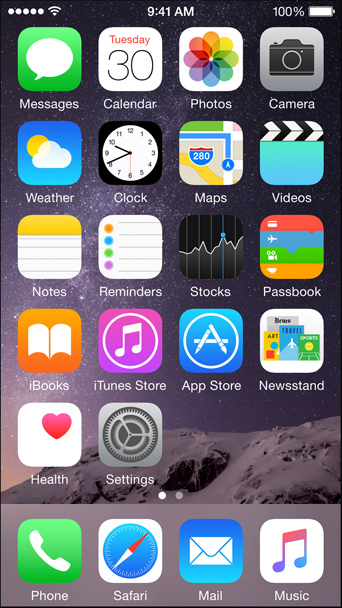 9:41 AM 100%
Tuesday
30
Messages Calendar Photos Camera
280
Weather Clock Maps Videos
Notes Reminders Stocks Passbook
News
ART TRAVEL SPORTS
iBooks iTunes Store App Store Newsstand
Health Settings
Phone Safari Mail Music